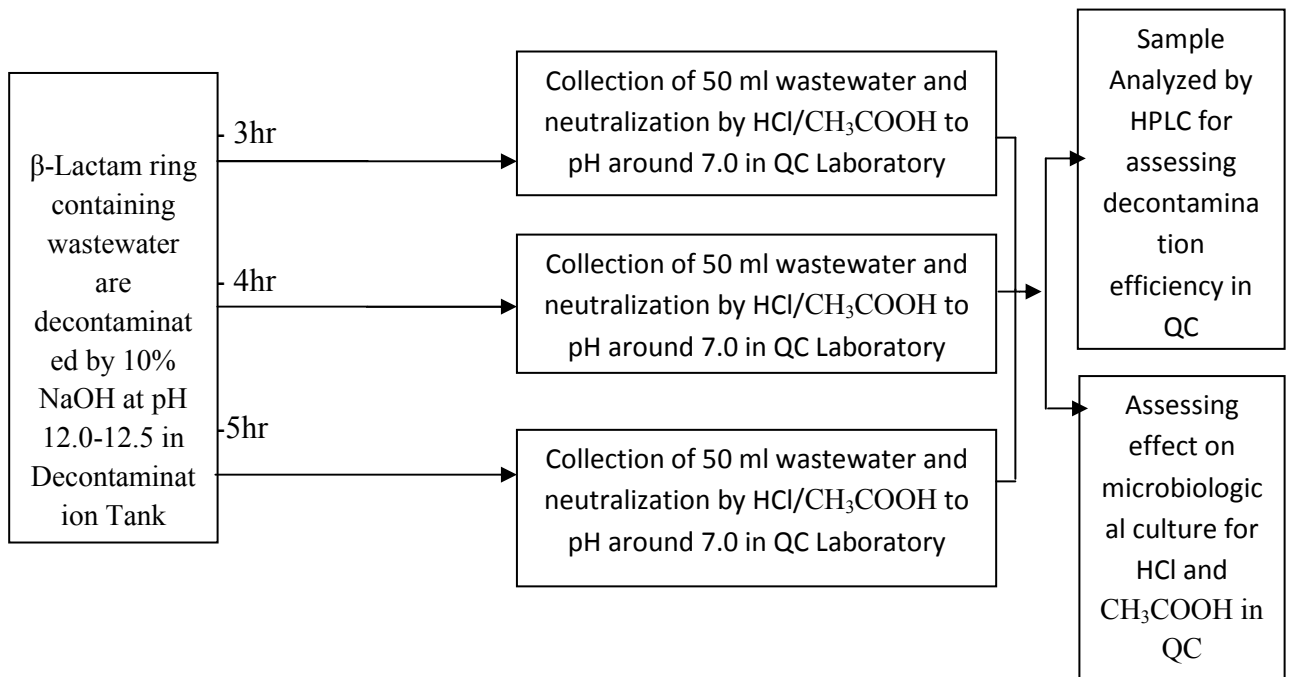 β-Lactam ring
containing
wastewater
are
decontaminat
ed by 10%
NaOH at pH
12.0-12.5 in
Decontaminat
ion Tank
- 3hr
- 4hr
-5hr
Collection of 50 ml wastewater and
neutralization by HCl/CH₃COOH to
pH around 7.0 in QC Laboratory
Collection of 50 ml wastewater and
neutralization by HCl/CH₃COOH to
pH around 7.0 in QC Laboratory
Collection of 50 ml wastewater and
neutralization by HCl/CH₃COOH to
pH around 7.0 in QC Laboratory
Sample
Analyzed by
HPLC for
assessing
decontamina
tion
efficiency in
QC
Assessing
effect on
microbiologic
al culture for
HCl and
CH₃COOH in
QC